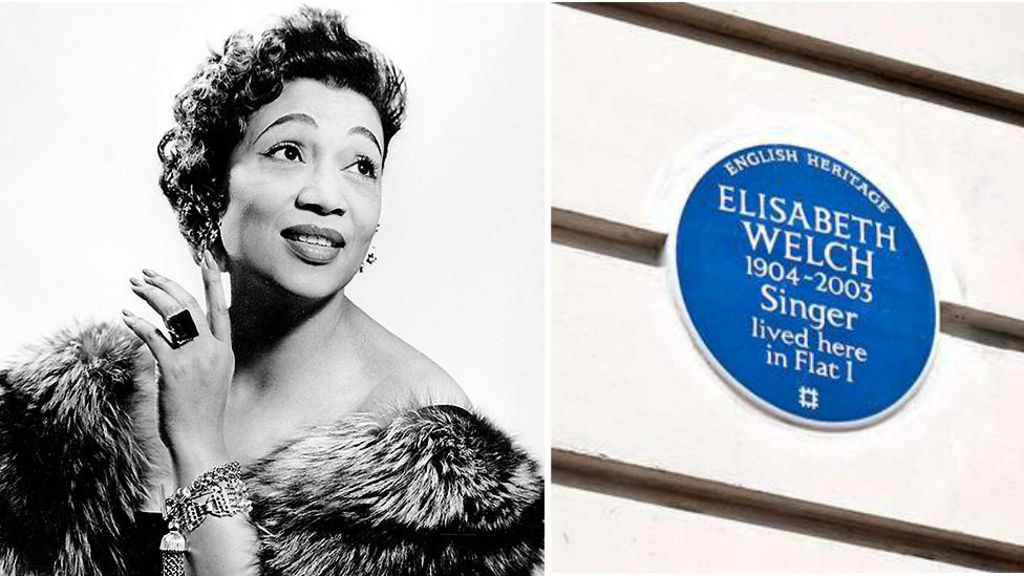 ENGLISH HERITAGE
ELISABETH
WELCH
1904-2003
Singer
lived here
in Flat 1